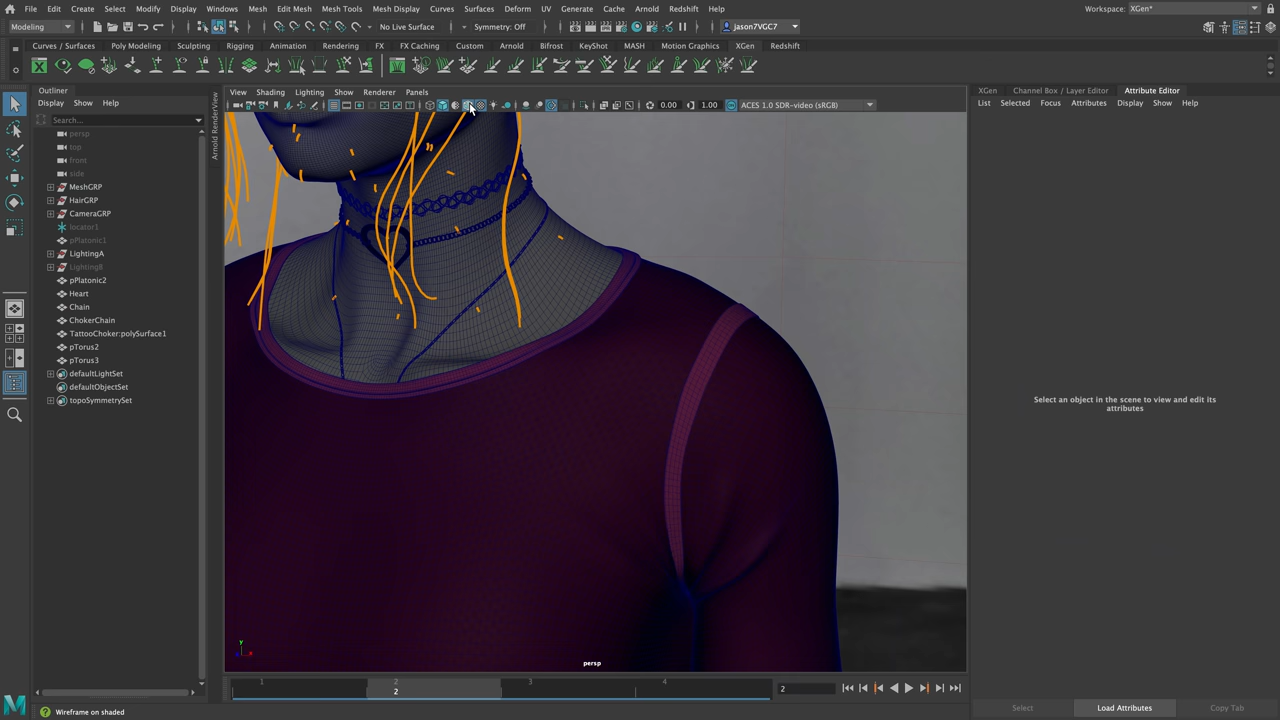 File Edit Create Select Modify Display Windows Mesh Edit Mesh Mesh Tools Mesh Display Curves Surfaces Deform UV Generate Cache Arnold Redshift Help Workspace: XGen*
Modeling No Live Surface Symmetry: Off jason7VGC7
Curves / Surfaces Poly Modeling Sculpting Rigging Animation Rendering FX FX Caching Custom Arnold Bifrost KeyShot MASH Motion Graphics XGen Redshift
Outliner
Display Show Help
Search...
persp
top
front
side
MeshGRP
HairGRP
CameraGRP
locator1
pPlatonic1
LightingA
LightingB
pPlatonic2
Heart
Chain
ChokerChain
TattooChoker:polySurface1
pTorus2
pTorus3
defaultLightSet
defaultObjectSet
topoSymmetrySet
Arnold RenderView
View Shading Lighting Show Renderer Panels
0.00 1.00 ACES 1.0 SDR-video (sRGB)
y
x
persp
XGen Channel Box / Layer Editor Attribute Editor
List Selected Focus Attributes Display Show Help
Select an object in the scene to view and edit its
attributes
Select Load Attributes Copy Tab
1 2 3 4
2
2
Wireframe on shaded